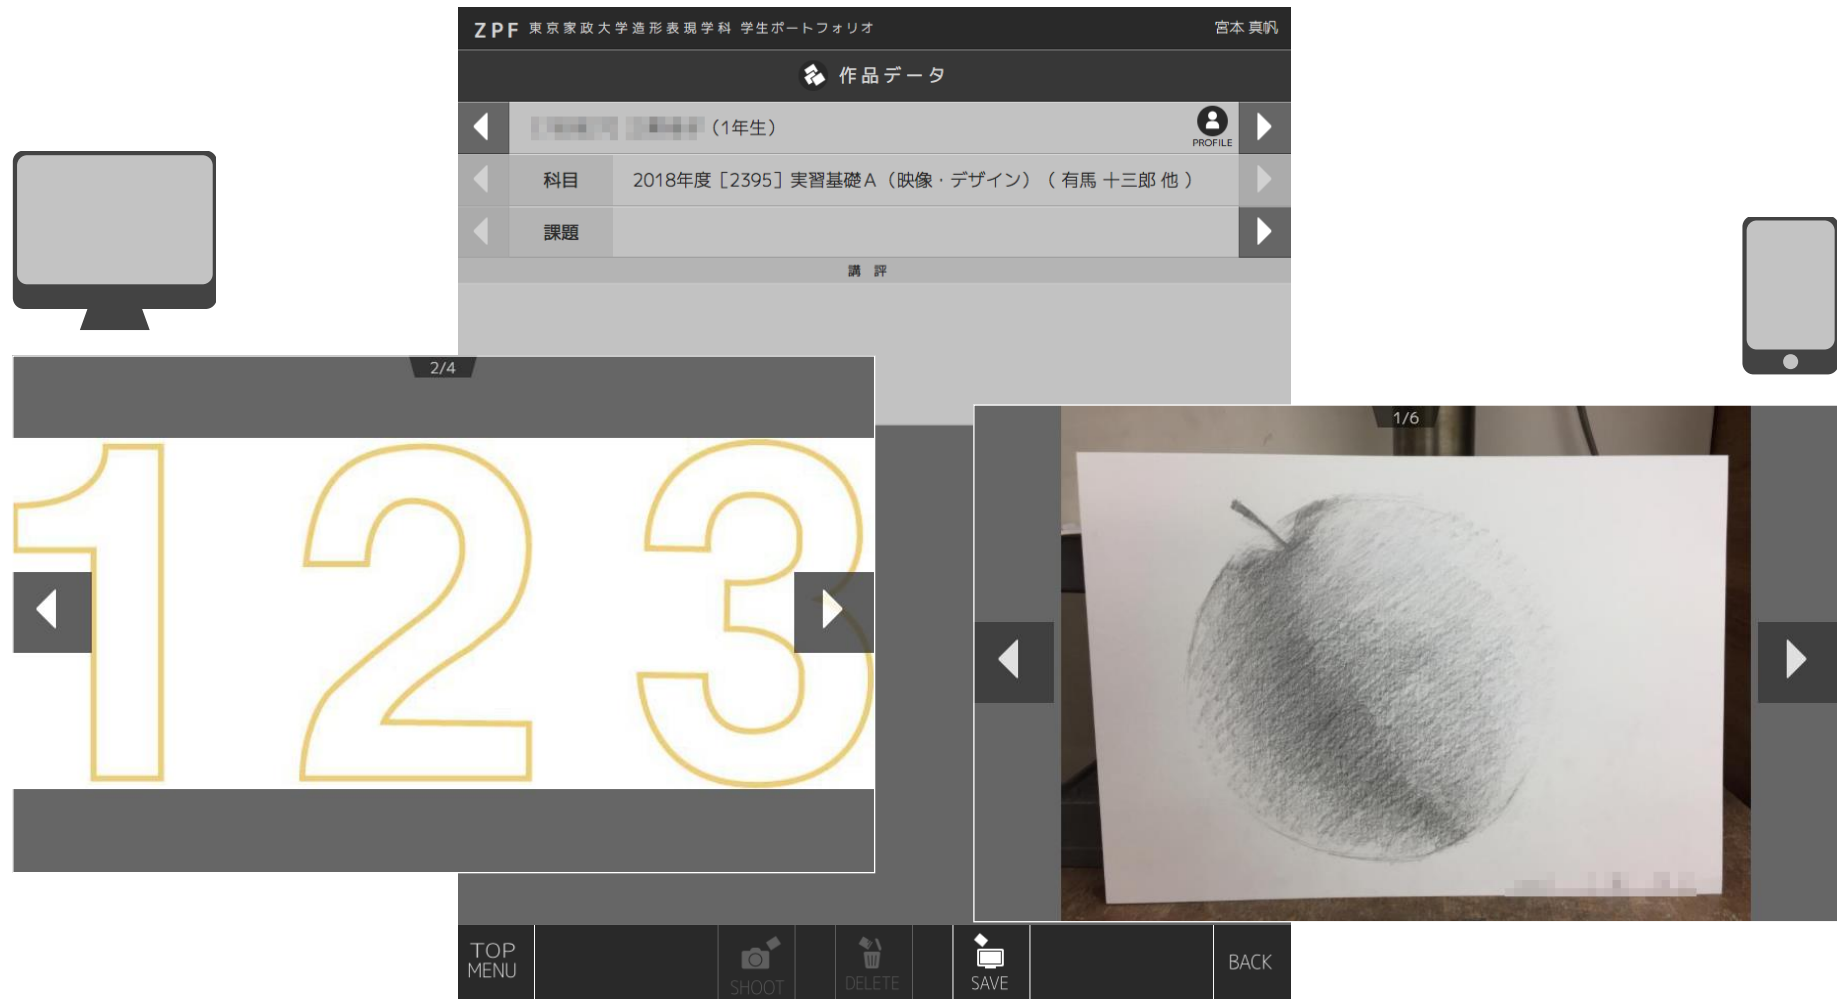 ZPF 東京家政大学造形表現学科 学生ポートフォリオ
宮本 真帆
作品データ
(1年生)
PROFILE
科目 2018年度［2395］実習基礎A（映像・デザイン）（ 有馬 十三郎 他 ）
課題
講 評
2/4
1 2 3
1/6
TOP MENU
SHOOT
DELETE
SAVE
BACK